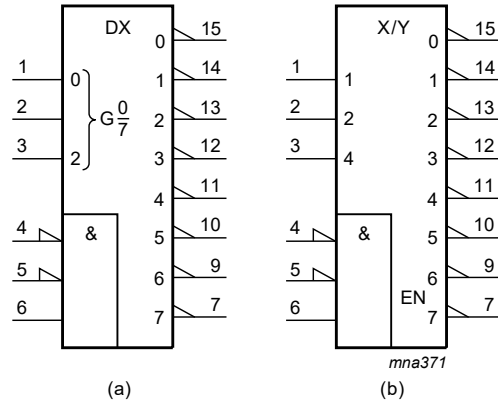 DX X/Y
0 15 0 15
1 0 1 14 1 1 1 14
2 G 0/7 2 13 2 2 2 13
3 2 3 12 3 4 3 12
4 11 4 11
4 & 5 10 4 & 5 10
5 6 9 5 6 9
6 7 7 6 EN 7 7
mna371
(a) (b)